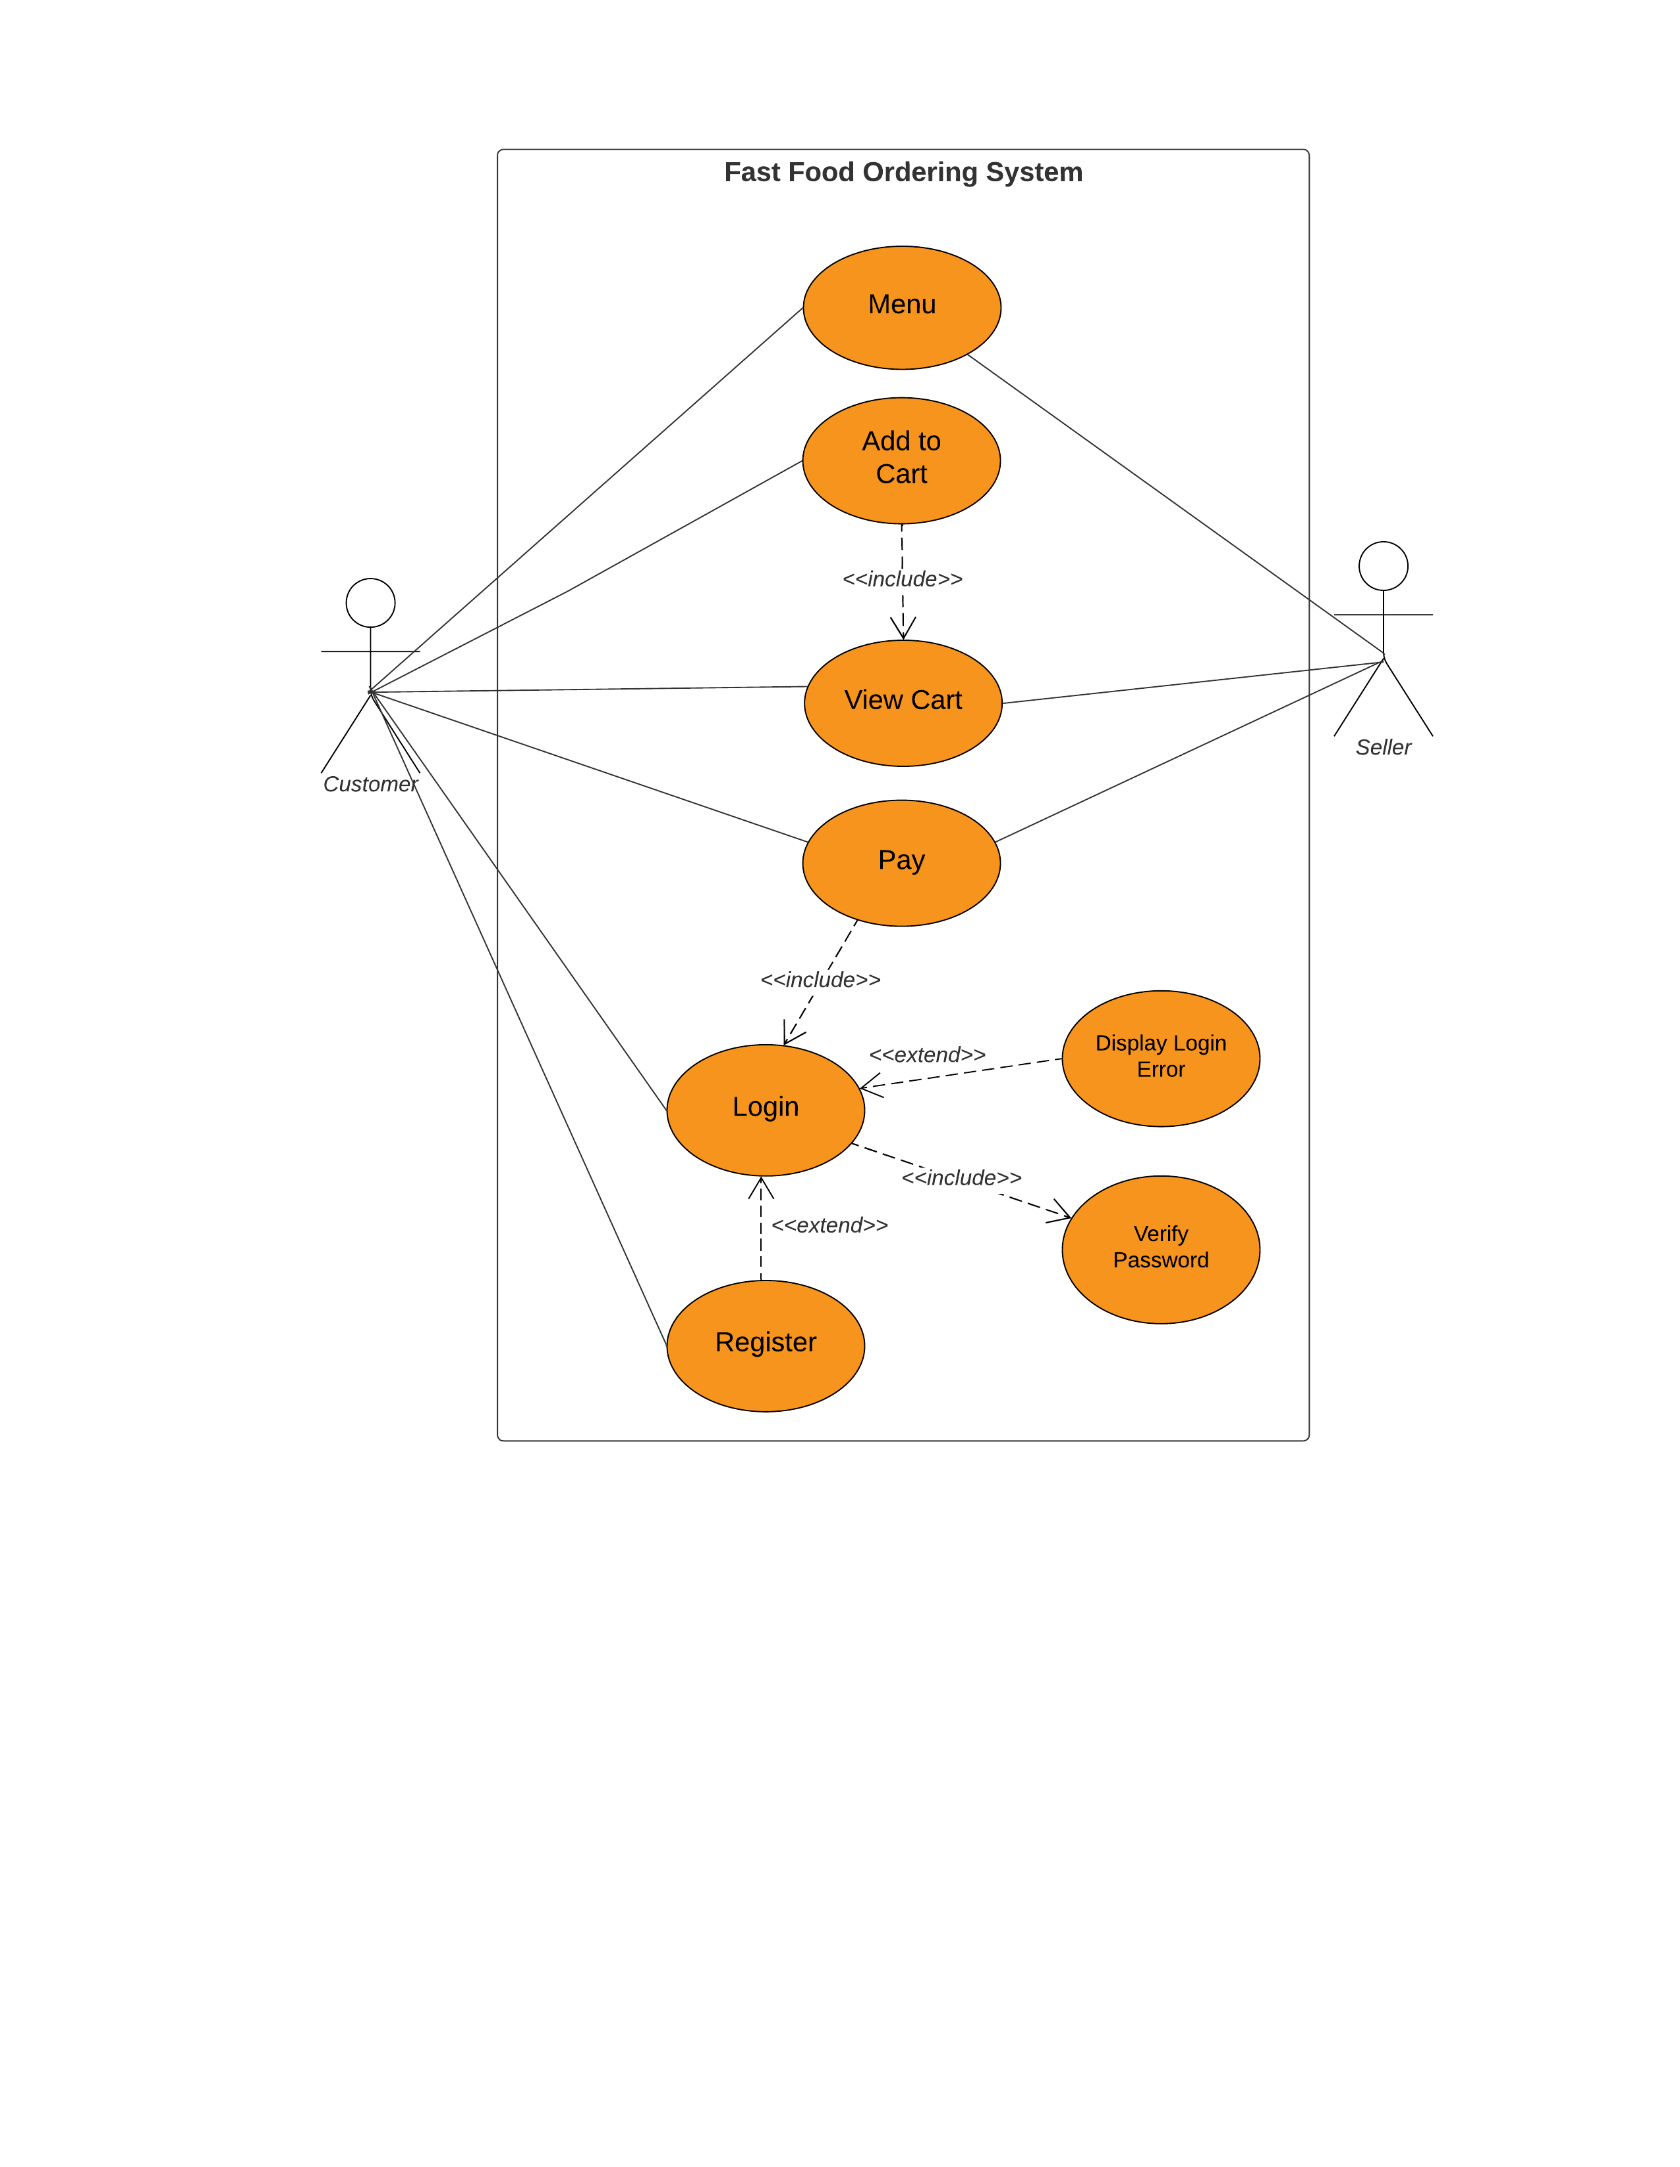 Fast Food Ordering System
Menu
Add to
Cart
<<include>>
View Cart
Customer
Seller
Pay
<<include>>
Display Login
Error
<<extend>>
Login
<<include>>
<<extend>>
Verify
Password
Register